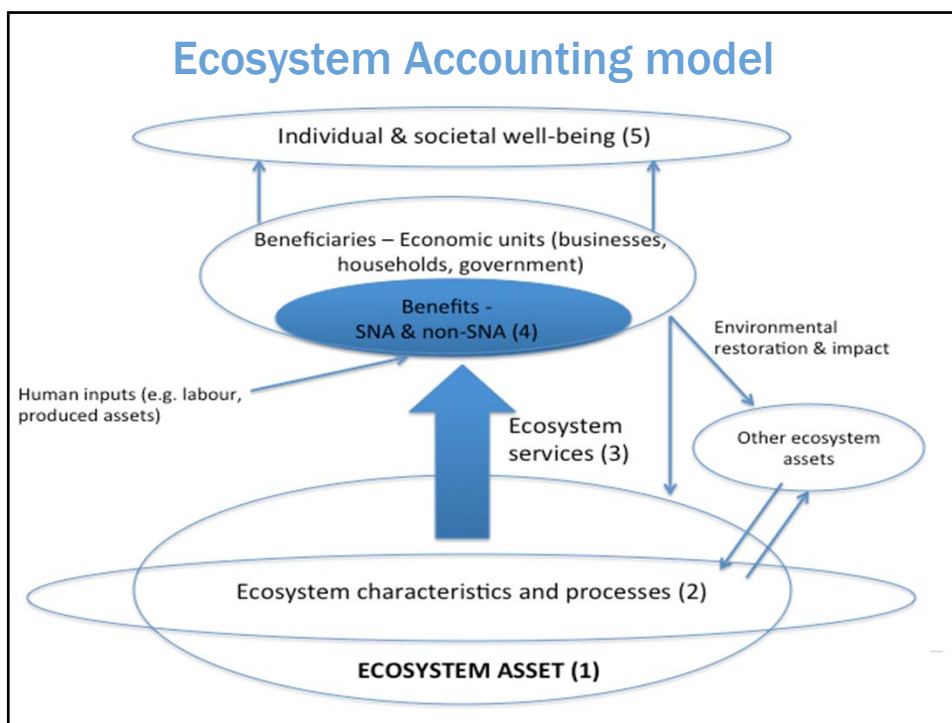 Ecosystem Accounting model
Individual & societal well-being (5)
Beneficiaries – Economic units (businesses,
households, government)
Benefits -
SNA & non-SNA (4)
Environmental
restoration & impact
Human inputs (e.g. labour,
produced assets)
Ecosystem
services (3)
Other ecosystem
assets
Ecosystem characteristics and processes (2)
ECOSYSTEM ASSET (1)